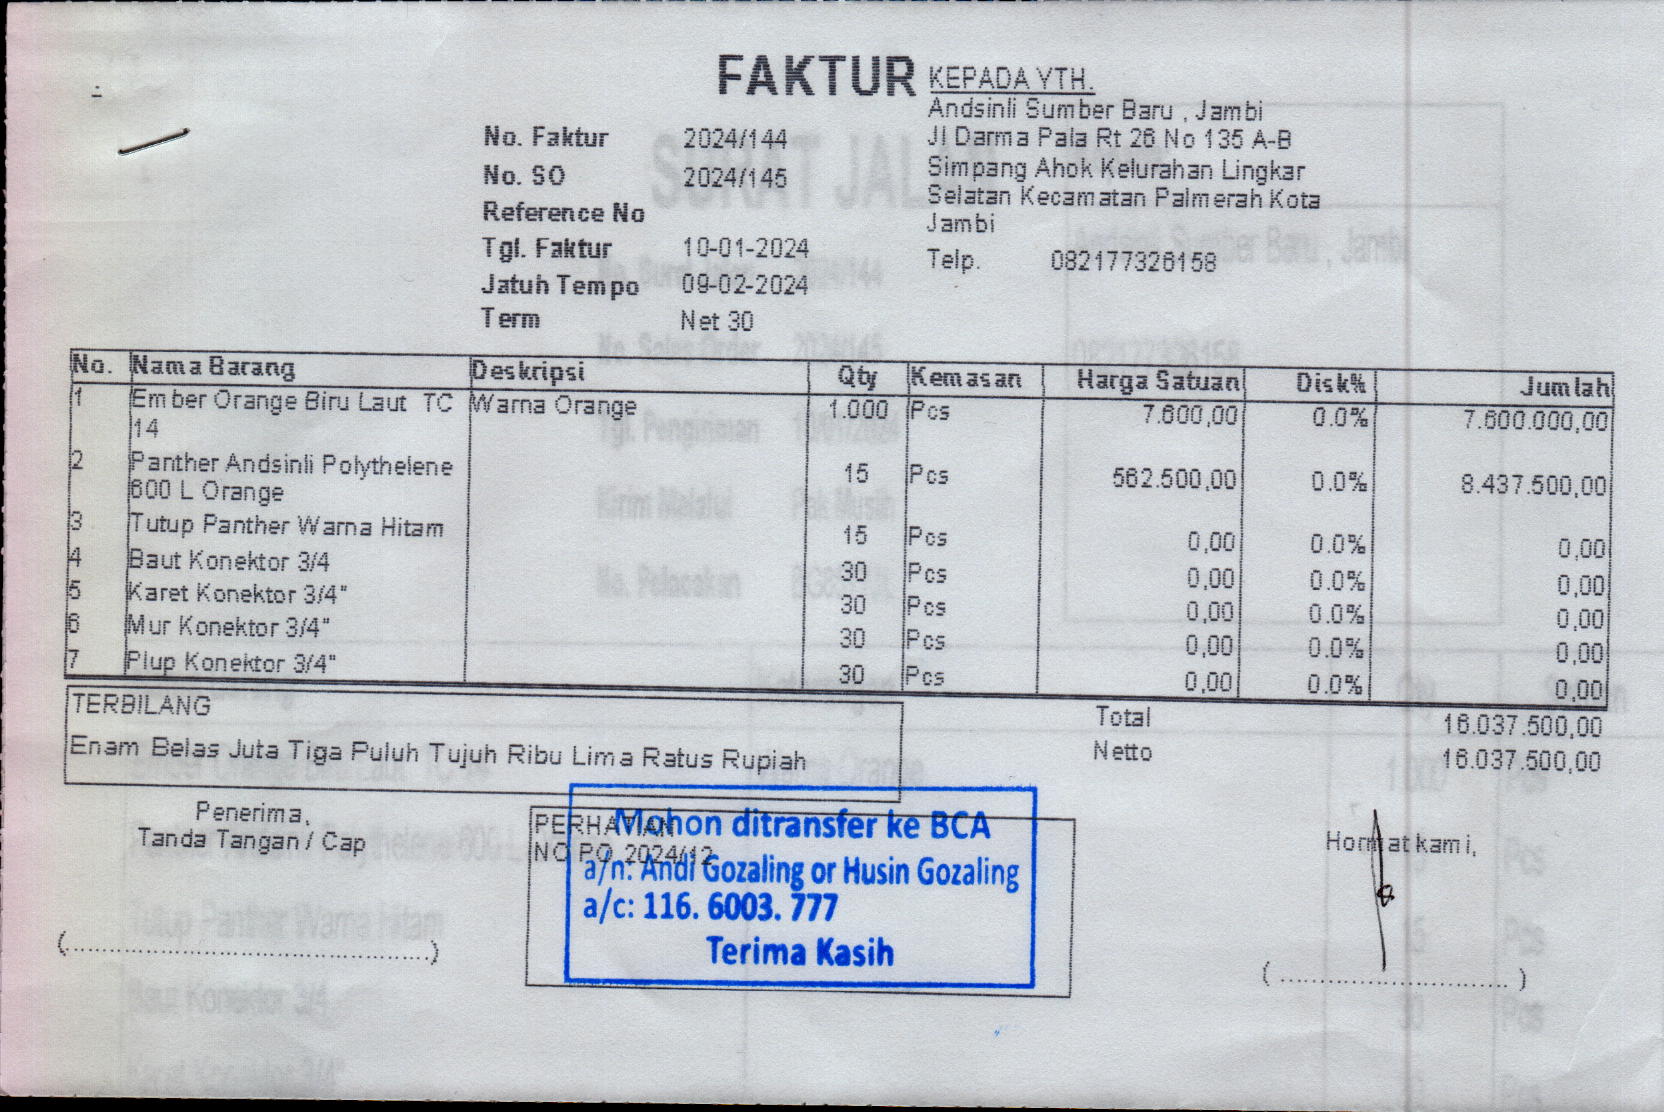 FAKTUR
KEPADA YTH.
Andsinli Sumber Baru , Jambi
Jl Darma Pala Rt 26 No 135 A-B
Simpang Ahok Kelurahan Lingkar
Selatan Kecamatan Palmerah Kota
Jambi
Telp. 082177326158
No. Faktur 2024/144
No. SO 2024/145
Reference No
Tgl. Faktur 10-01-2024
Jatuh Tempo 09-02-2024
Term Net 30
No. Nama Barang Deskripsi Qty Kemasan Harga Satuan Disk% Jumlah
1 Ember Orange Biru Laut TC Warna Orange 1.000 Pcs 7.600,00 0.0% 7.600.000,00
14
2 Panther Andsinli Polythelene 15 Pcs 562.500,00 0.0% 8.437.500,00
600 L Orange
3 Tutup Panther Warna Hitam 15 Pcs 0,00 0.0% 0,00
4 Baut Konektor 3/4 30 Pcs 0,00 0.0% 0,00
5 Karet Konektor 3/4" 30 Pcs 0,00 0.0% 0,00
6 Mur Konektor 3/4" 30 Pcs 0,00 0.0% 0,00
7 Plup Konektor 3/4" 30 Pcs 0,00 0.0% 0,00
TERBILANG
Enam Belas Juta Tiga Puluh Tujuh Ribu Lima Ratus Rupiah
Total 16.037.500,00
Netto 16.037.500,00
Penerima,
Tanda Tangan / Cap
(............................................)
PERHATIAN
NO PO 2024/12
Mohon ditransfer ke BCA
a/n: Andi Gozaling or Husin Gozaling
a/c: 116. 6003. 777
Terima Kasih
Hormat kami,
(............................)